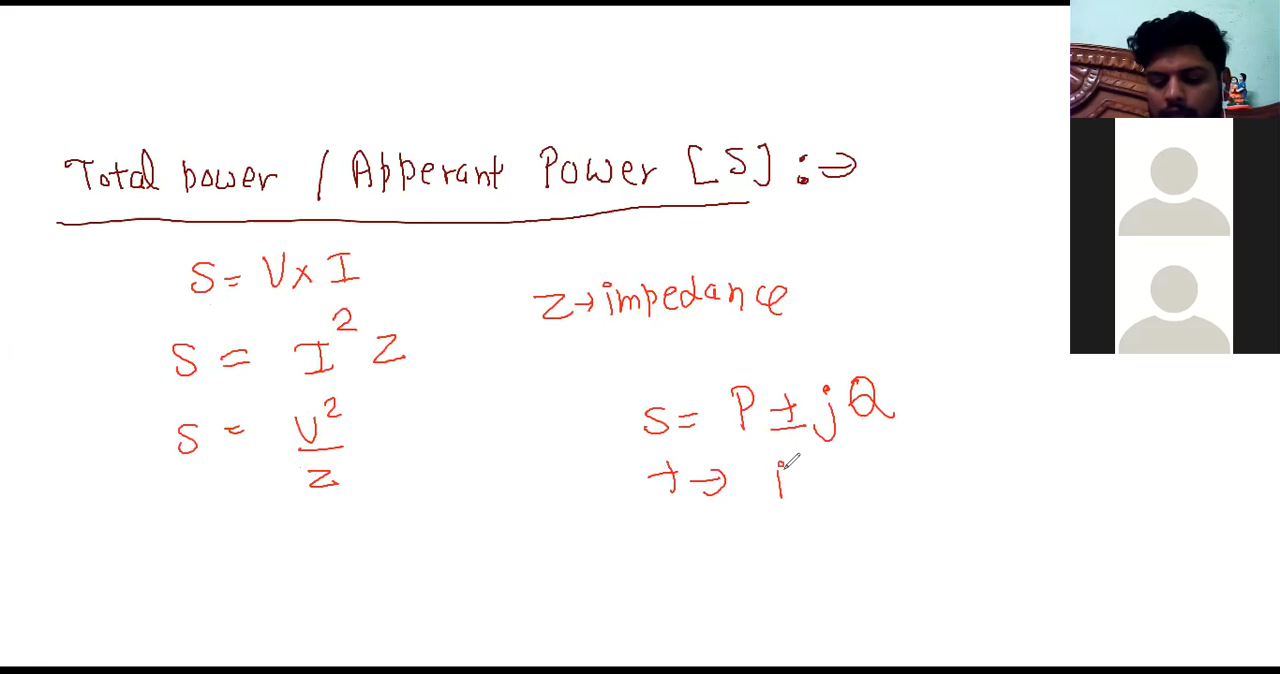 Total power / Apperant Power [S] :⇒
S = V x I
Z → impedance
S = I² Z
S = P ± jQ
S = V²/Z
+ → i